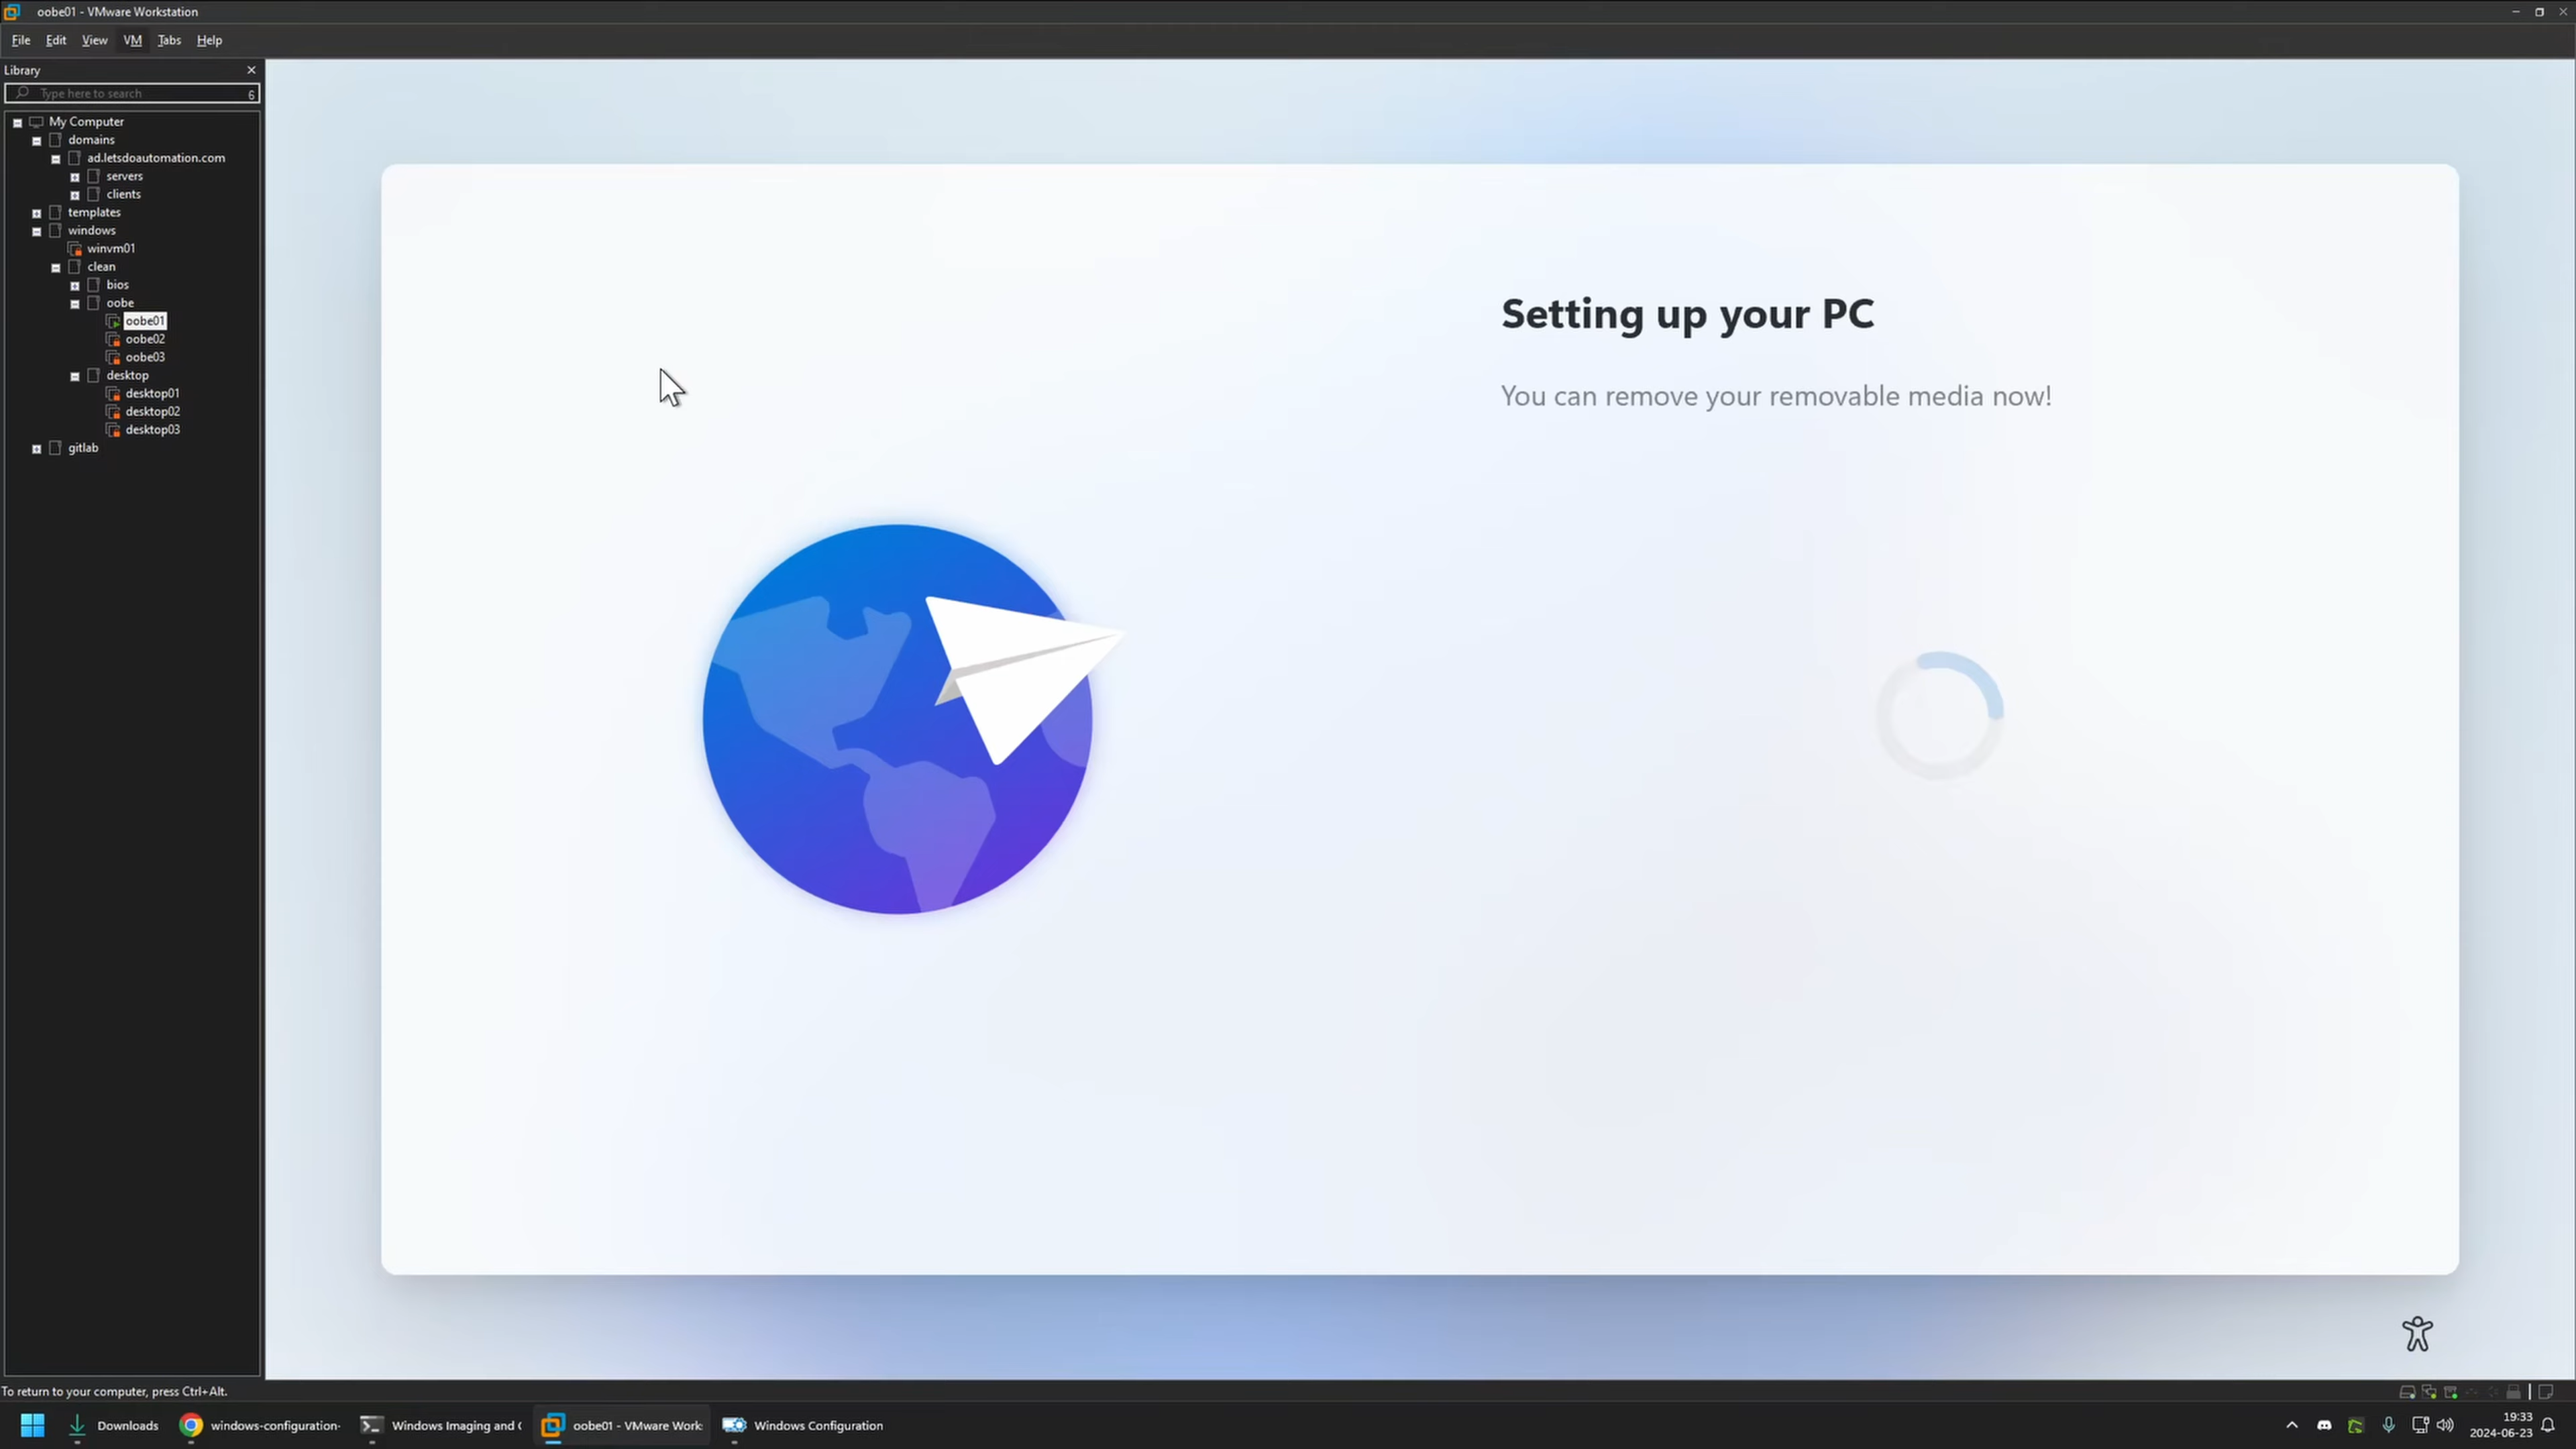 oobe01 - VMware Workstation
File Edit View VM Tabs Help
Library
Type here to search 6
My Computer
domains
ad.letsdoautomation.com
servers
clients
templates
windows
winvm01
clean
bios
oobe
oobe01
oobe02
oobe03
desktop
desktop01
desktop02
desktop03
gitlab
Setting up your PC
You can remove your removable media now!
To return to your computer, press Ctrl+Alt.
Downloads windows-configuration- Windows Imaging and C oobe01 - VMware Work Windows Configuration
19:33
2024-06-23